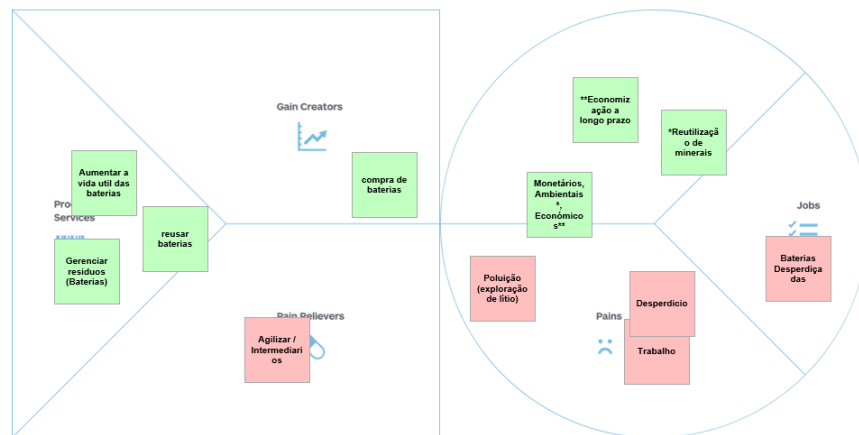 Gain Creators
**Economiz
ação a
longo prazo
*Reutilizaçã
o de
minerais
Aumentar a
vida util das
baterias
compra de
baterias
Monetários,
Ambientais
*,
Económico
s**
Services
reusar
baterias
Jobs
Gerenciar
residuos
(Baterias)
Baterias
Desperdiça
das
Poluição
(exploração
de lítio)
Desperdicio
Pain Relievers
Pains
Agilizar /
Intermediari
os
Trabalho